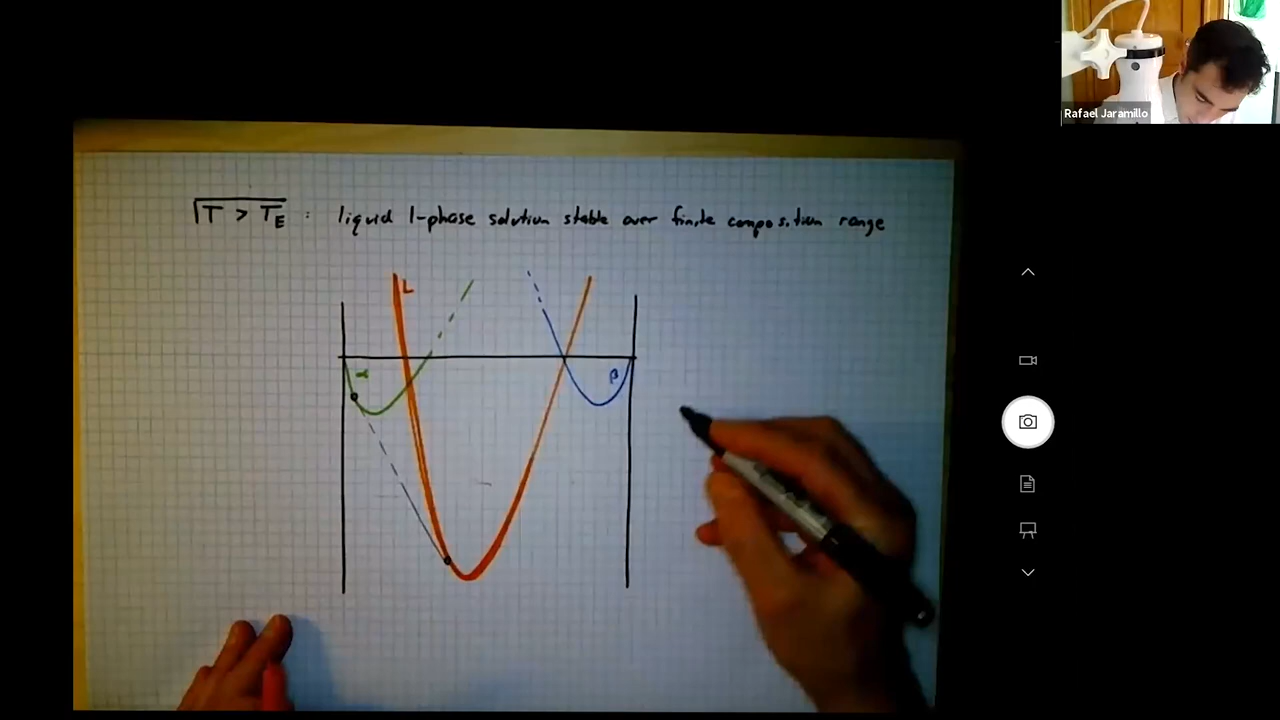 Rafael Jaramillo
T > T_E : liquid 1-phase solution stable over finite composition range
L
α
β